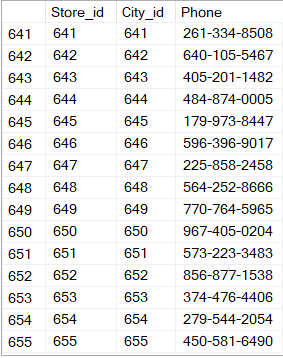 Store_id City_id Phone
641 641 641 261-334-8508
642 642 642 640-105-5467
643 643 643 405-201-1482
644 644 644 484-874-0005
645 645 645 179-973-8447
646 646 646 596-396-9017
647 647 647 225-858-2458
648 648 648 564-252-8666
649 649 649 770-764-5965
650 650 650 967-405-0204
651 651 651 573-223-3483
652 652 652 856-877-1538
653 653 653 374-476-4406
654 654 654 279-544-2054
655 655 655 450-581-6490